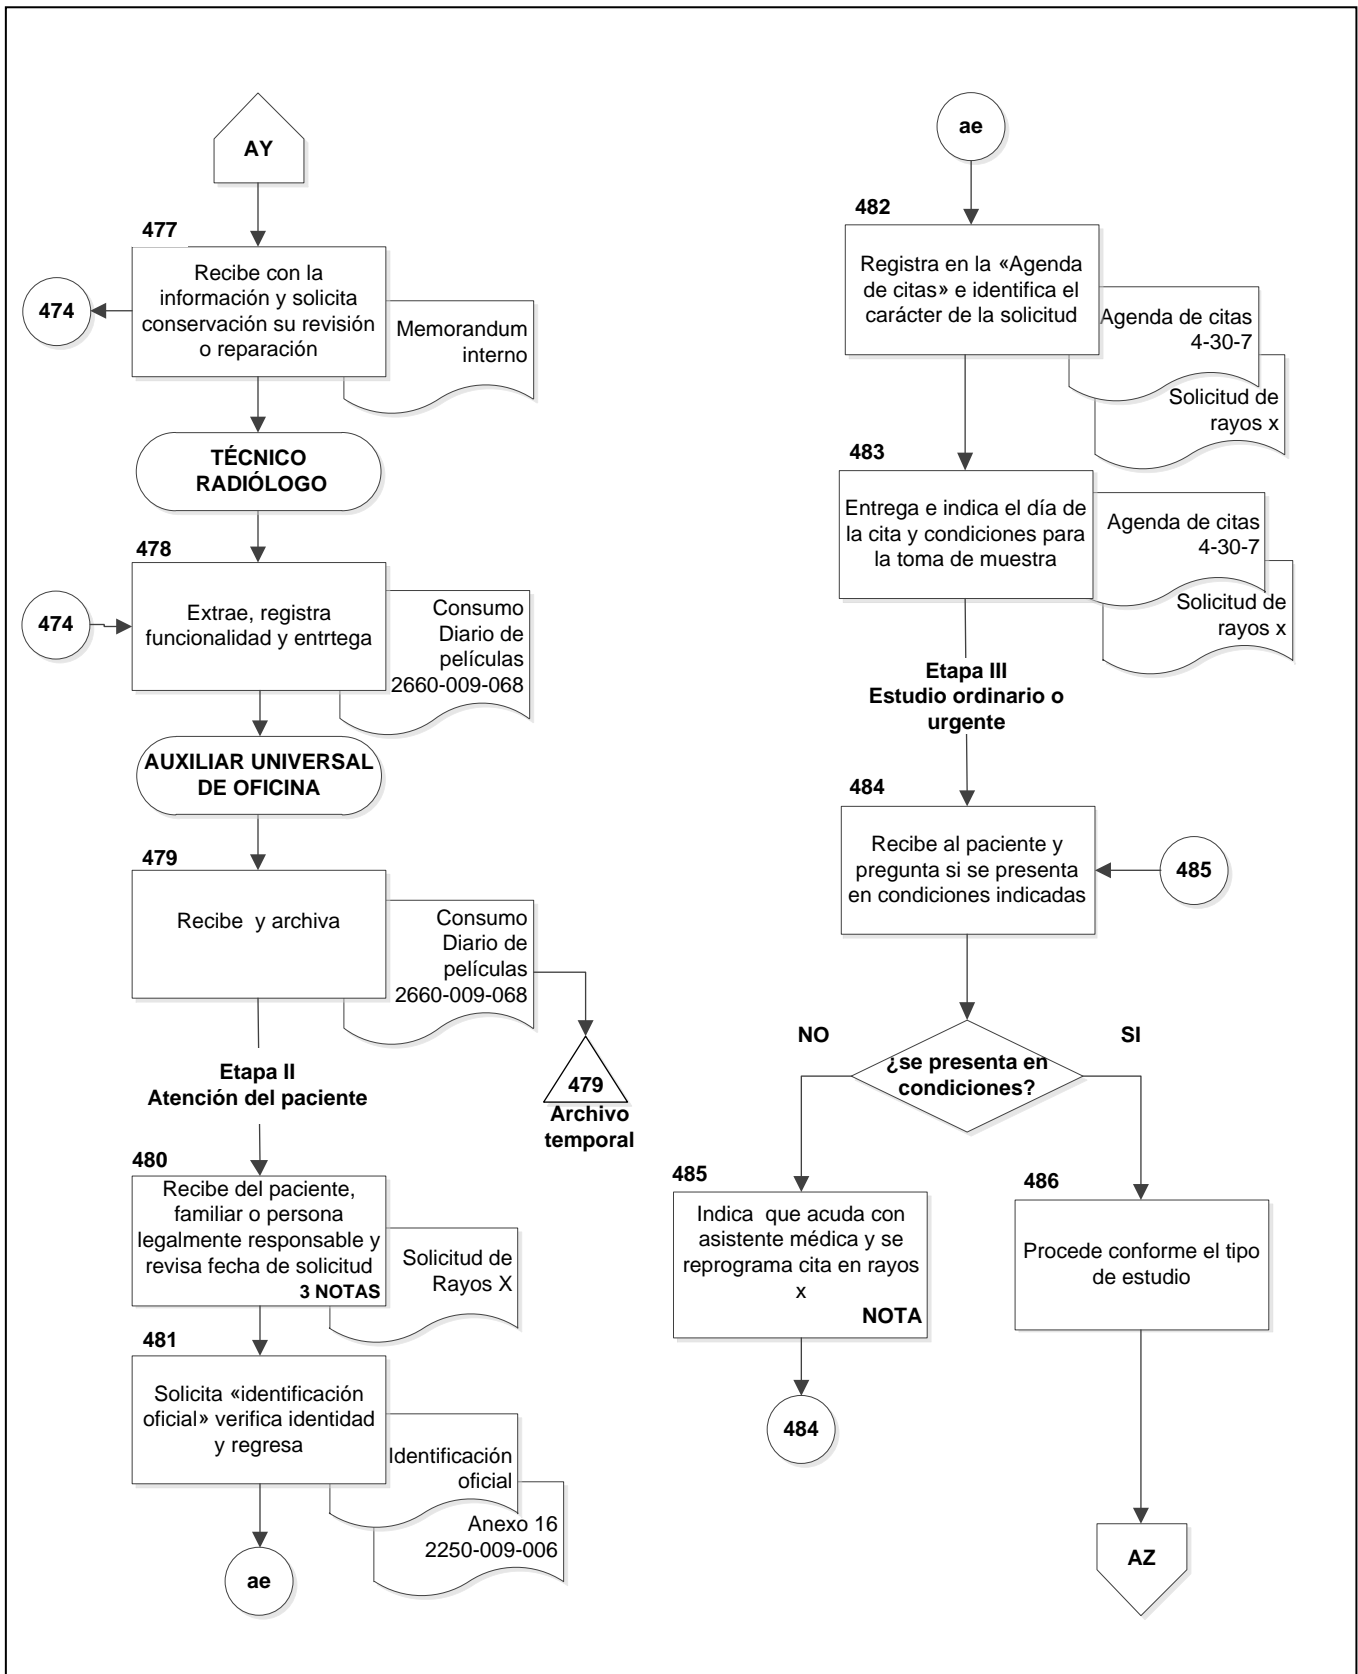 AY
477
Recibe con la
información y solicita
conservación su revisión
o reparación
474
Memorandum
interno
TÉCNICO
RADIÓLOGO
478
Extrae, registra
funcionalidad y entrtega
474
Consumo
Diario de
películas
2660-009-068
AUXILIAR UNIVERSAL
DE OFICINA
479
Recibe y archiva
Consumo
Diario de
películas
2660-009-068
479
Archivo
temporal
Etapa II
Atención del paciente
480
Recibe del paciente,
familiar o persona
legalmente responsable y
revisa fecha de solicitud
3 NOTAS
Solicitud de
Rayos X
481
Solicita «identificación
oficial» verifica identidad
y regresa
Identificación
oficial
Anexo 16
2250-009-006
ae
ae
482
Registra en la «Agenda
de citas» e identifica el
carácter de la solicitud
Agenda de citas
4-30-7
Solicitud de
rayos x
483
Entrega e indica el día de
la cita y condiciones para
la toma de muestra
Agenda de citas
4-30-7
Solicitud de
rayos x
Etapa III
Estudio ordinario o
urgente
484
Recibe al paciente y
pregunta si se presenta
en condiciones indicadas
485
NO
SI
¿se presenta en
condiciones?
485
Indica que acuda con
asistente médica y se
reprograma cita en rayos
x
NOTA
484
486
Procede conforme el tipo
de estudio
AZ